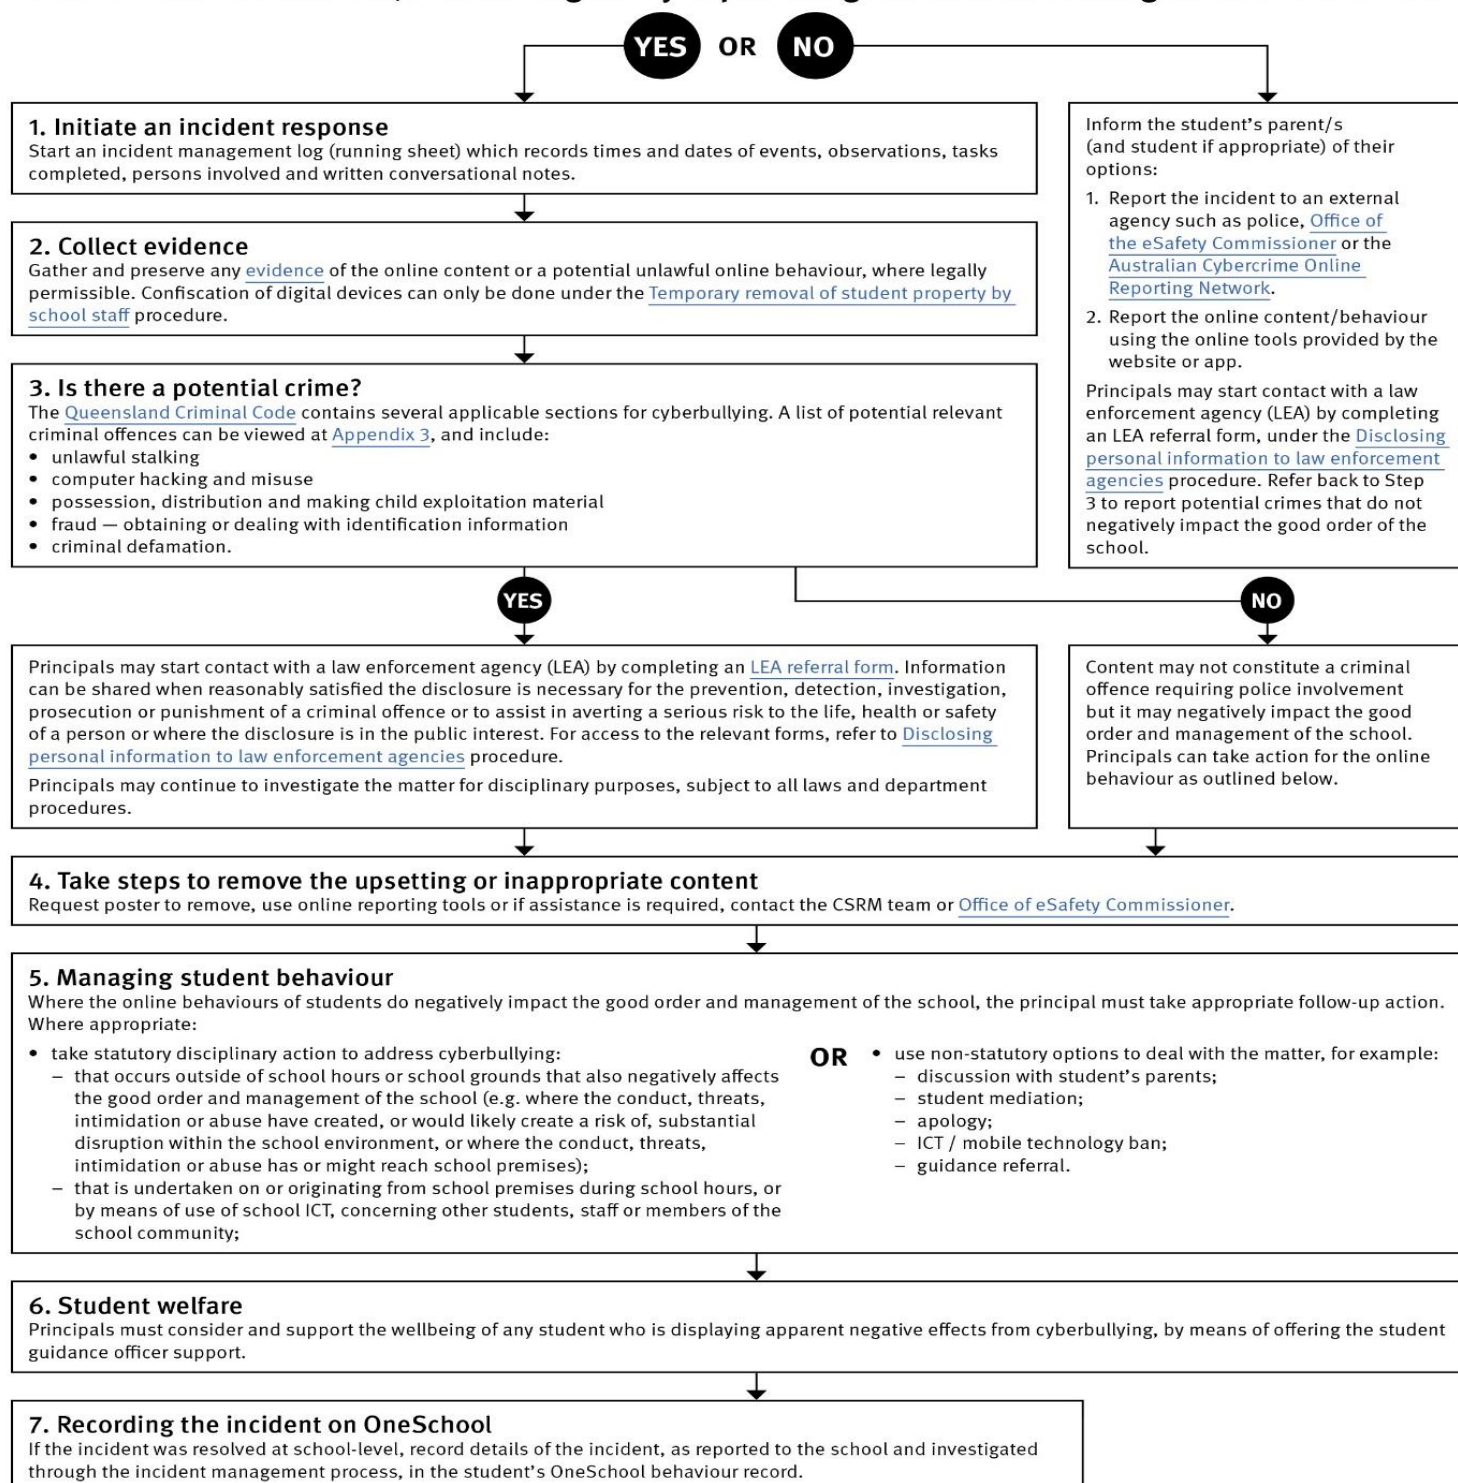 YES OR NO
1. Initiate an incident response
Start an incident management log (running sheet) which records times and dates of events, observations, tasks
completed, persons involved and written conversational notes.
2. Collect evidence
Gather and preserve any evidence of the online content or a potential unlawful online behaviour, where legally
permissible. Confiscation of digital devices can only be done under the Temporary removal of student property by
school staff procedure.
3. Is there a potential crime?
The Queensland Criminal Code contains several applicable sections for cyberbullying. A list of potential relevant
criminal offences can be viewed at Appendix 3, and include:
• unlawful stalking
• computer hacking and misuse
• possession, distribution and making child exploitation material
• fraud — obtaining or dealing with identification information
• criminal defamation.
Inform the student's parent/s
(and student if appropriate) of their
options:
1. Report the incident to an external
agency such as police, Office of
the eSafety Commissioner or the
Australian Cybercrime Online
Reporting Network.
2. Report the online content/behaviour
using the online tools provided by the
website or app.
Principals may start contact with a law
enforcement agency (LEA) by completing
an LEA referral form, under the Disclosing
personal information to law enforcement
agencies procedure. Refer back to Step
3 to report potential crimes that do not
negatively impact the good order of the
school.
YES
NO
Principals may start contact with a law enforcement agency (LEA) by completing an LEA referral form. Information
can be shared when reasonably satisfied the disclosure is necessary for the prevention, detection, investigation,
prosecution or punishment of a criminal offence or to assist in averting a serious risk to the life, health or safety
of a person or where the disclosure is in the public interest. For access to the relevant forms, refer to Disclosing
personal information to law enforcement agencies procedure.
Principals may continue to investigate the matter for disciplinary purposes, subject to all laws and department
procedures.
Content may not constitute a criminal
offence requiring police involvement
but it may negatively impact the good
order and management of the school.
Principals can take action for the online
behaviour as outlined below.
4. Take steps to remove the upsetting or inappropriate content
Request poster to remove, use online reporting tools or if assistance is required, contact the CSRM team or Office of eSafety Commissioner.
5. Managing student behaviour
Where the online behaviours of students do negatively impact the good order and management of the school, the principal must take appropriate follow-up action.
Where appropriate:
• take statutory disciplinary action to address cyberbullying:
– that occurs outside of school hours or school grounds that also negatively affects
the good order and management of the school (e.g. where the conduct, threats,
intimidation or abuse have created, or would likely create a risk of, substantial
disruption within the school environment, or where the conduct, threats,
intimidation or abuse has or might reach school premises);
– that is undertaken on or originating from school premises during school hours, or
by means of use of school ICT, concerning other students, staff or members of the
school community;
OR
• use non-statutory options to deal with the matter, for example:
– discussion with student's parents;
– student mediation;
– apology;
– ICT / mobile technology ban;
– guidance referral.
6. Student welfare
Principals must consider and support the wellbeing of any student who is displaying apparent negative effects from cyberbullying, by means of offering the student
guidance officer support.
7. Recording the incident on OneSchool
If the incident was resolved at school-level, record details of the incident, as reported to the school and investigated
through the incident management process, in the student's OneSchool behaviour record.